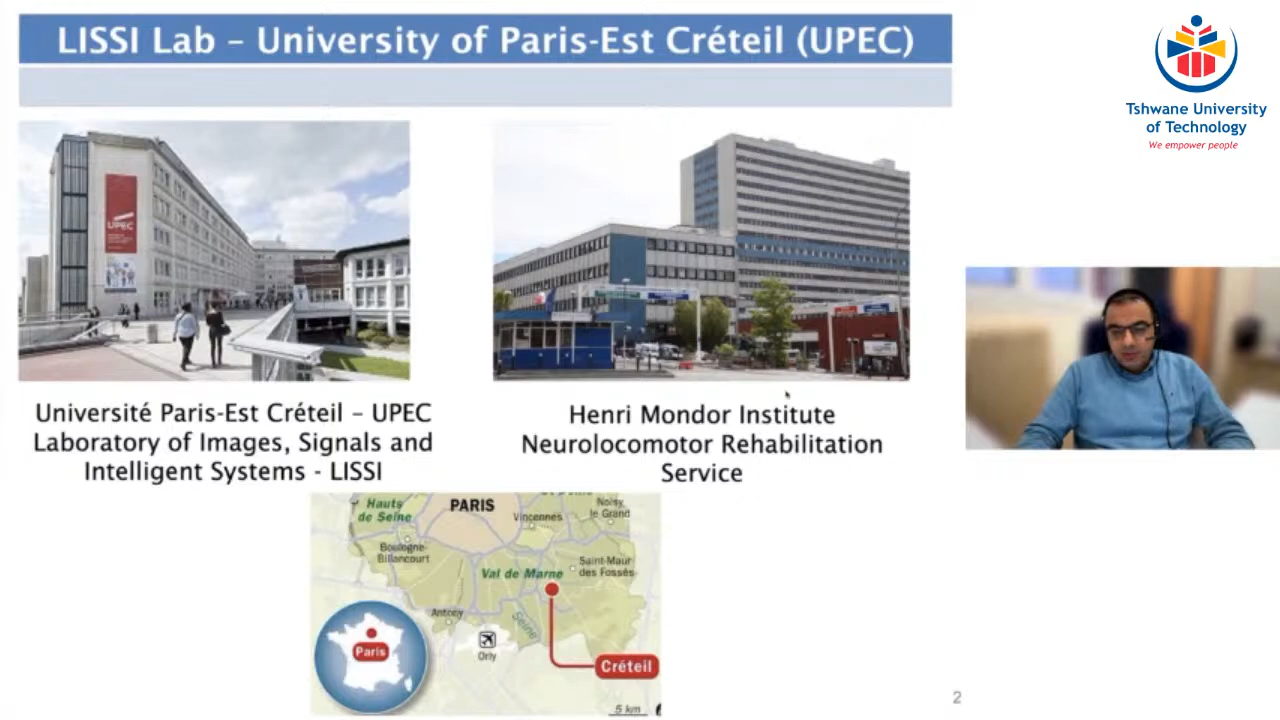 LISSI Lab – University of Paris-Est Créteil (UPEC)
Tshwane University
of Technology
We empower people
UPEC
Université Paris-Est Créteil – UPEC
Laboratory of Images, Signals and
Intelligent Systems - LISSI
Henri Mondor Institute
Neurolocomotor Rehabilitation
Service
Hauts
de Seine
PARIS
Vincennes
Noisy
le Grand
Boulogne-
Billancourt
Val de Marne
Saint-Maur
des Fossés
Antony
Seine
Orly
Paris
Créteil
5 km
2